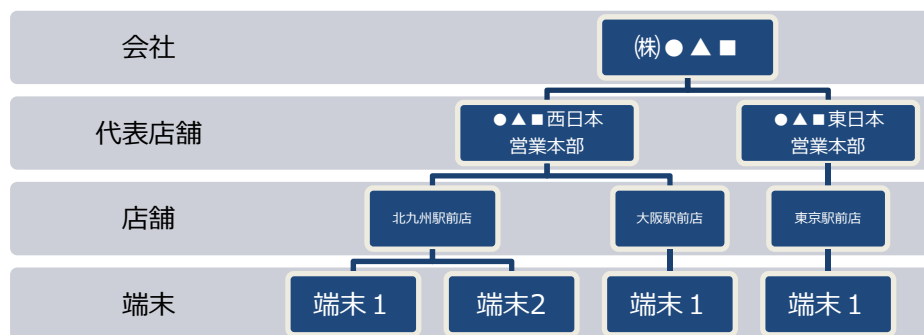 会社
㈱●▲■
代表店舗
●▲■西日本
営業本部
●▲■東日本
営業本部
店舗
北九州駅前店
大阪駅前店
東京駅前店
端末
端末１
端末2
端末１
端末１